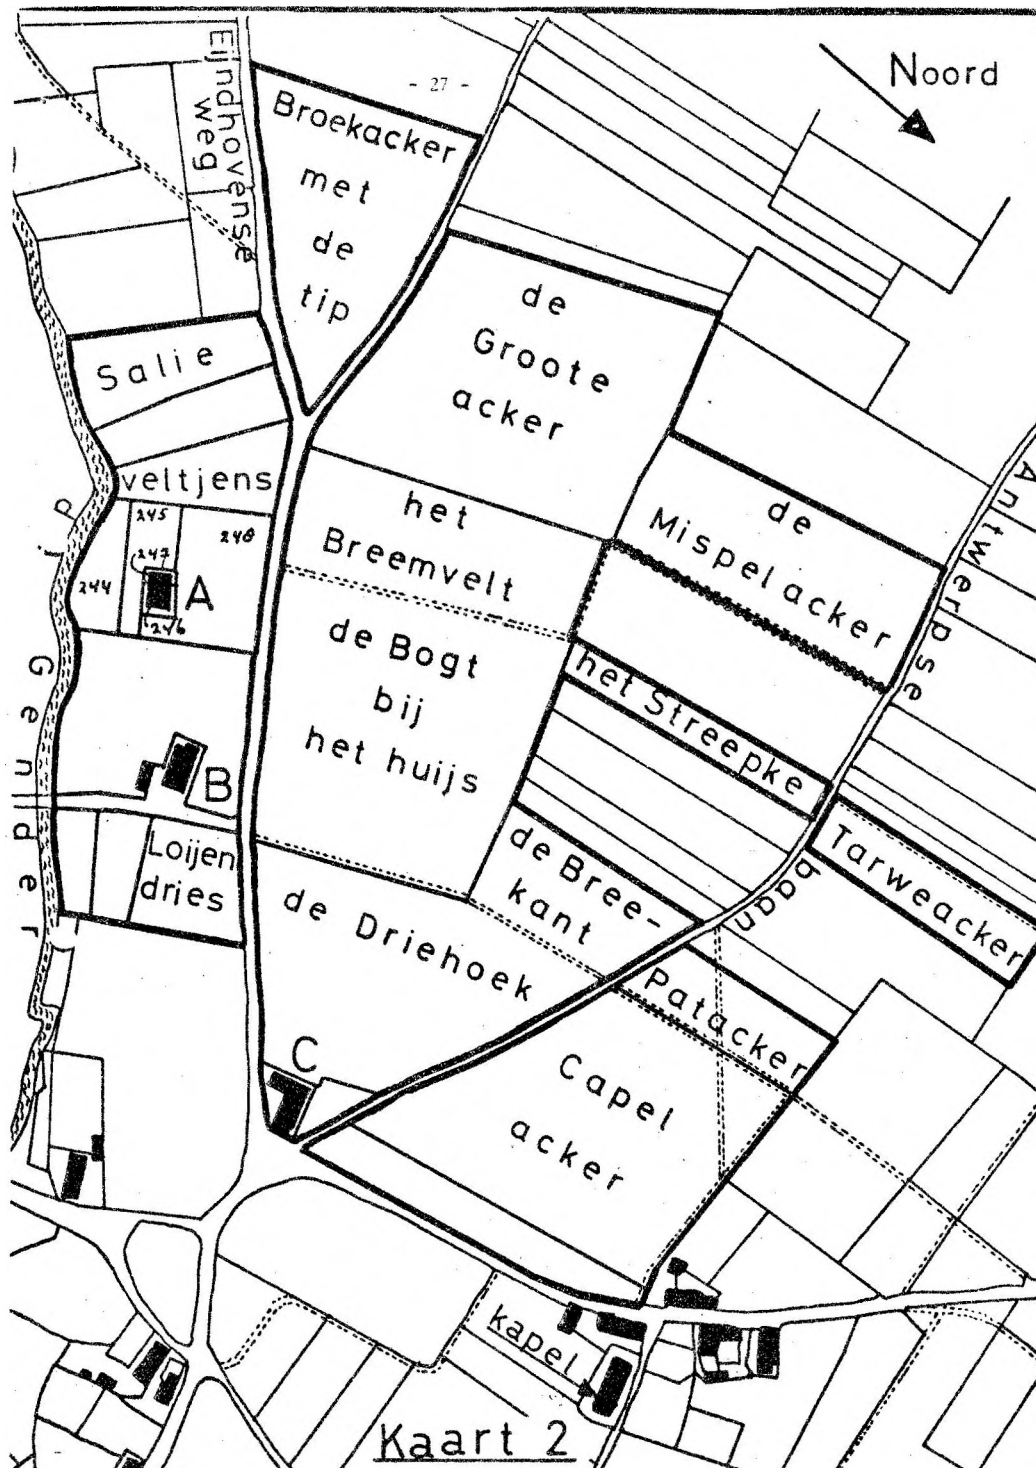 - 27 -
Noord
Eijndhovense
weg
Broekacker
met
de
tip
de
Groote
acker
Salie
veltjens
245
248
247
244
246
A
het
Breemvelt
de
Mispelacker
Antwerpse
baan
d'
Gender
de Bogt
bij
het huijs
het Streepke
B
Loijen
dries
de Bree-
kant
Tarweacker
de Driehoek
Patacker
C
Capel
acker
kapel
Kaart 2